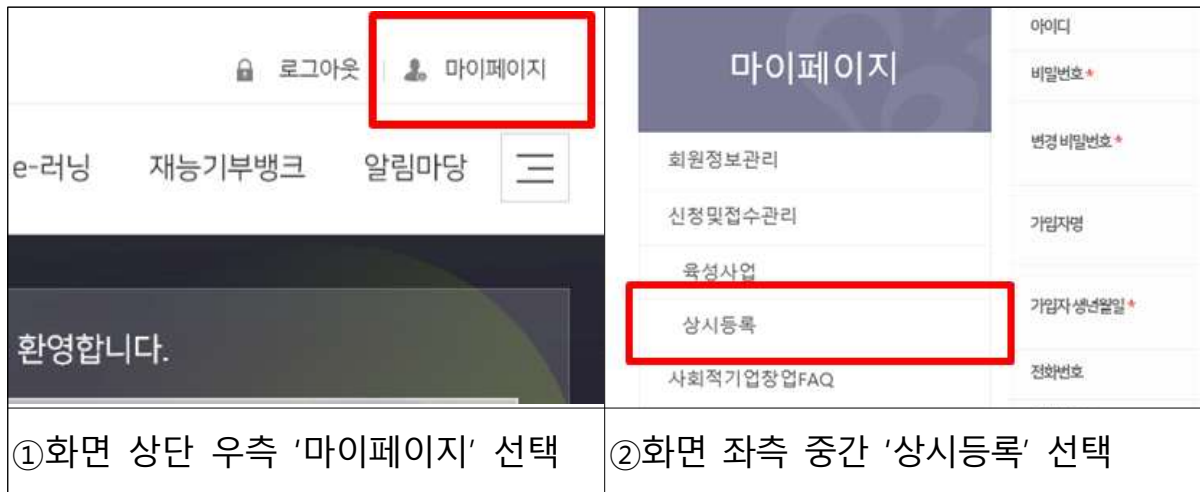 로그아웃 마이페이지
e-러닝 재능기부뱅크 알림마당
환영합니다.
①화면 상단 우측 '마이페이지' 선택
마이페이지
회원정보관리
신청및접수관리
육성사업
상시등록
사회적기업창업FAQ
아이디
비밀번호*
변경 비밀번호*
가입자명
가입자 생년월일*
전화번호
②화면 좌측 중간 '상시등록' 선택